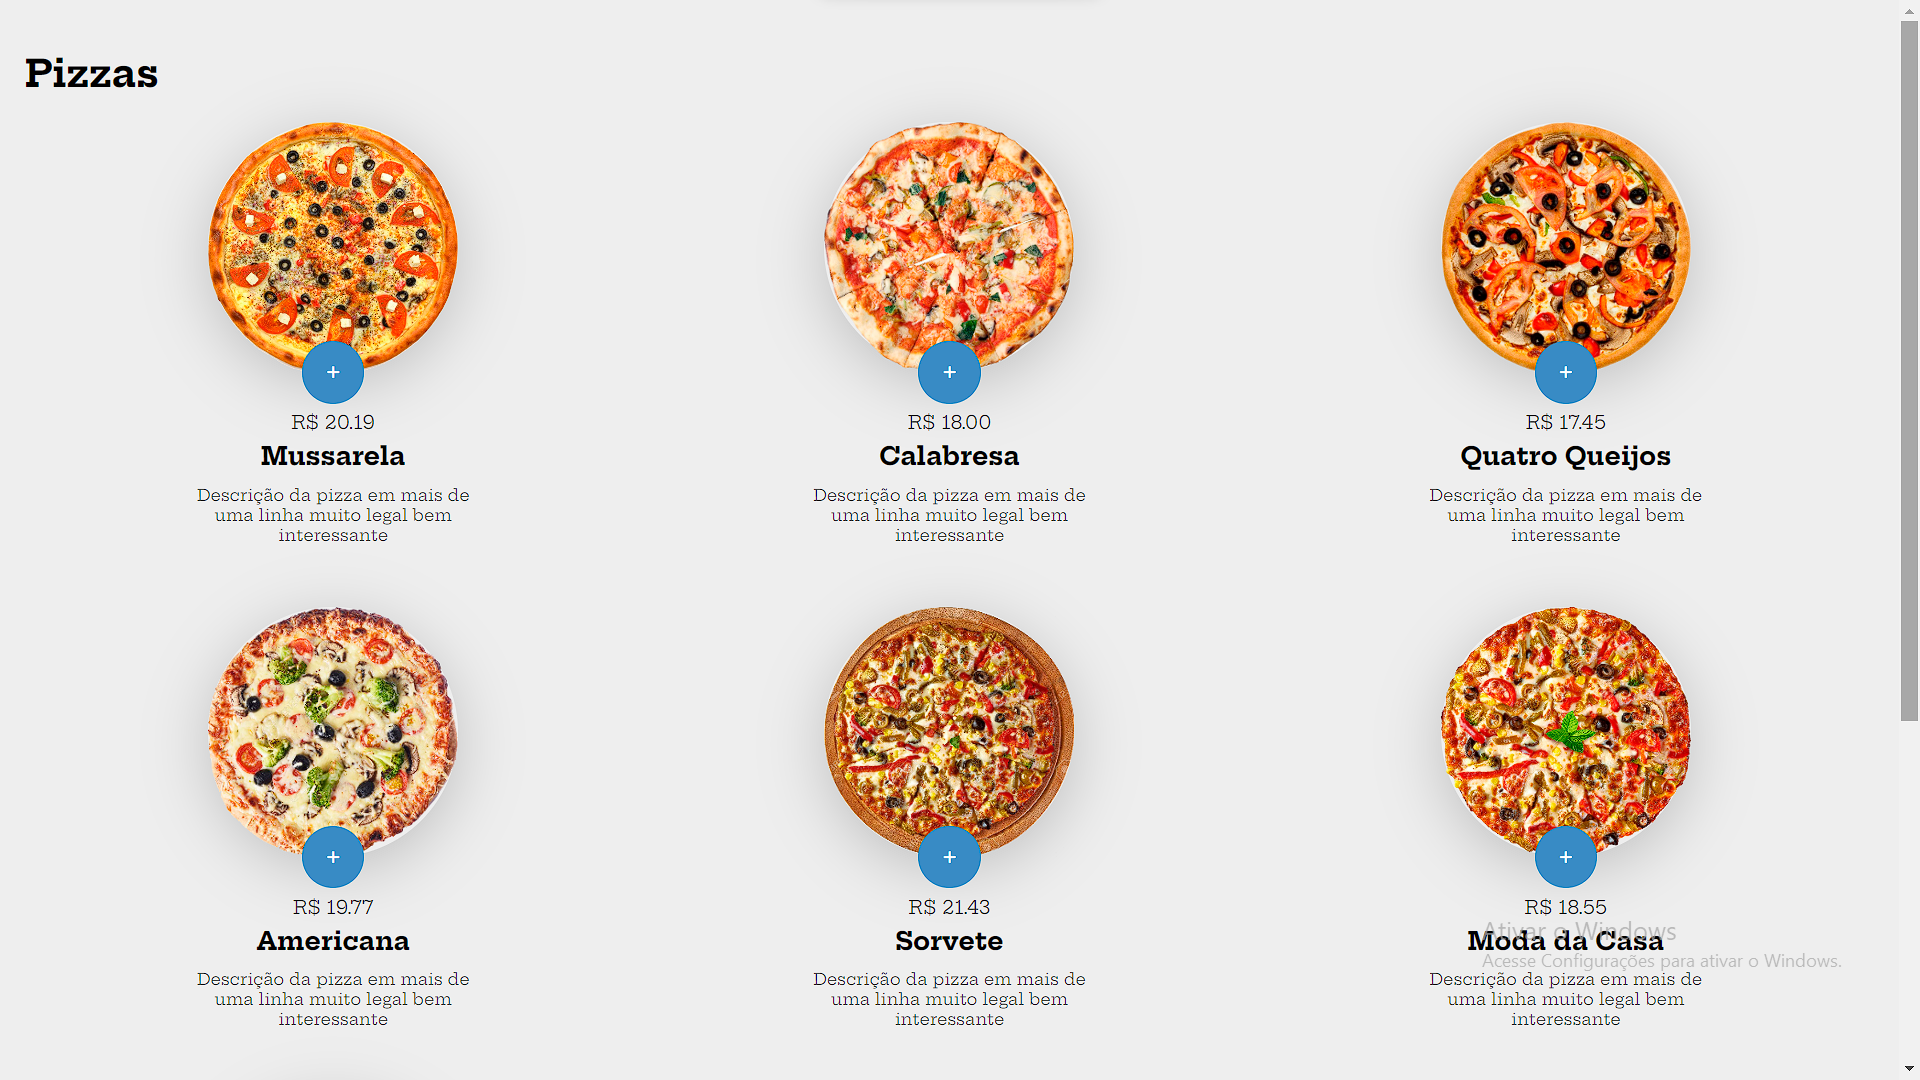 Pizzas
+
+
+
R$ 20.19
R$ 18.00
R$ 17.45
Mussarela
Calabresa
Quatro Queijos
Descrição da pizza em mais de
uma linha muito legal bem
interessante
Descrição da pizza em mais de
uma linha muito legal bem
interessante
Descrição da pizza em mais de
uma linha muito legal bem
interessante
+
+
+
R$ 19.77
R$ 21.43
R$ 18.55
Americana
Sorvete
Moda da Casa
Descrição da pizza em mais de
uma linha muito legal bem
interessante
Descrição da pizza em mais de
uma linha muito legal bem
interessante
Descrição da pizza em mais de
uma linha muito legal bem
interessante
Ativar o Windows
Acesse Configurações para ativar o Windows.